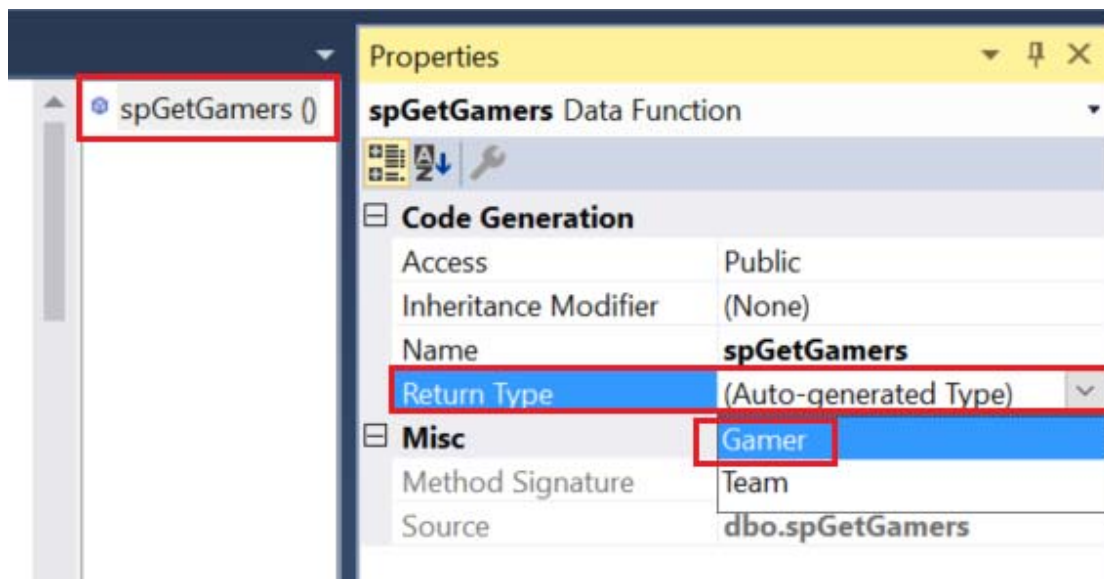 spGetGamers ()
Properties
spGetGamers Data Function
Code Generation
Access Public
Inheritance Modifier (None)
Name spGetGamers
Return Type (Auto-generated Type)
Misc Gamer
Method Signature Team
Source dbo.spGetGamers